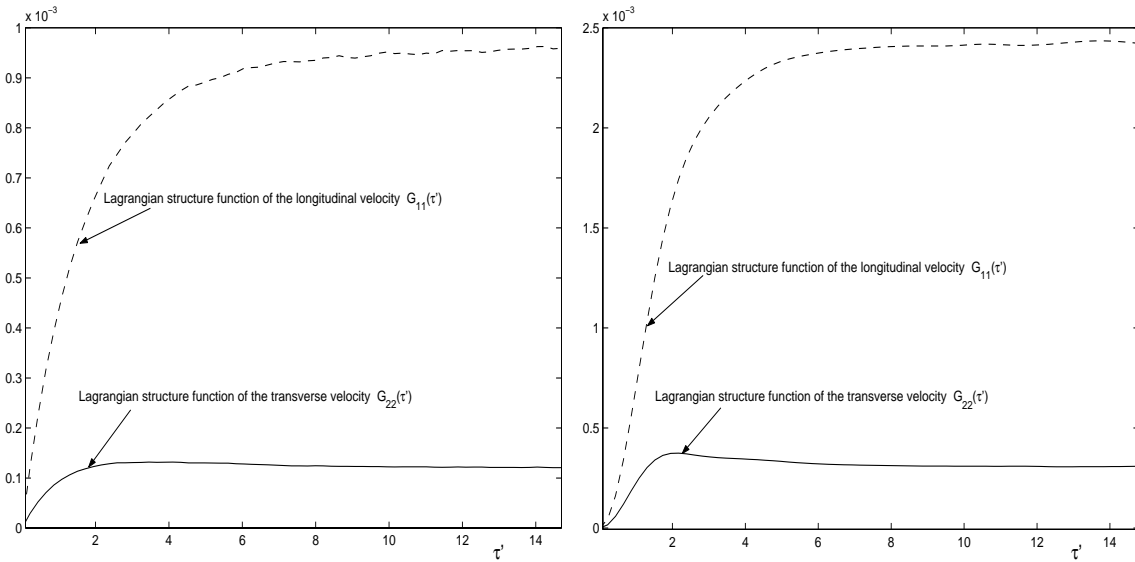 x 10⁻³
1
0.9
0.8
0.7
0.6
0.5
0.4
0.3
0.2
0.1
0
Lagrangian structure function of the longitudinal velocity G₁₁(τ')
Lagrangian structure function of the transverse velocity G₂₂(τ')
2 4 6 8 10 12 14
τ'
x 10⁻³
2.5
2
1.5
1
0.5
0
Lagrangian structure function of the longitudinal velocity G₁₁(τ')
Lagrangian structure function of the transverse velocity G₂₂(τ')
2 4 6 8 10 12 14
τ'